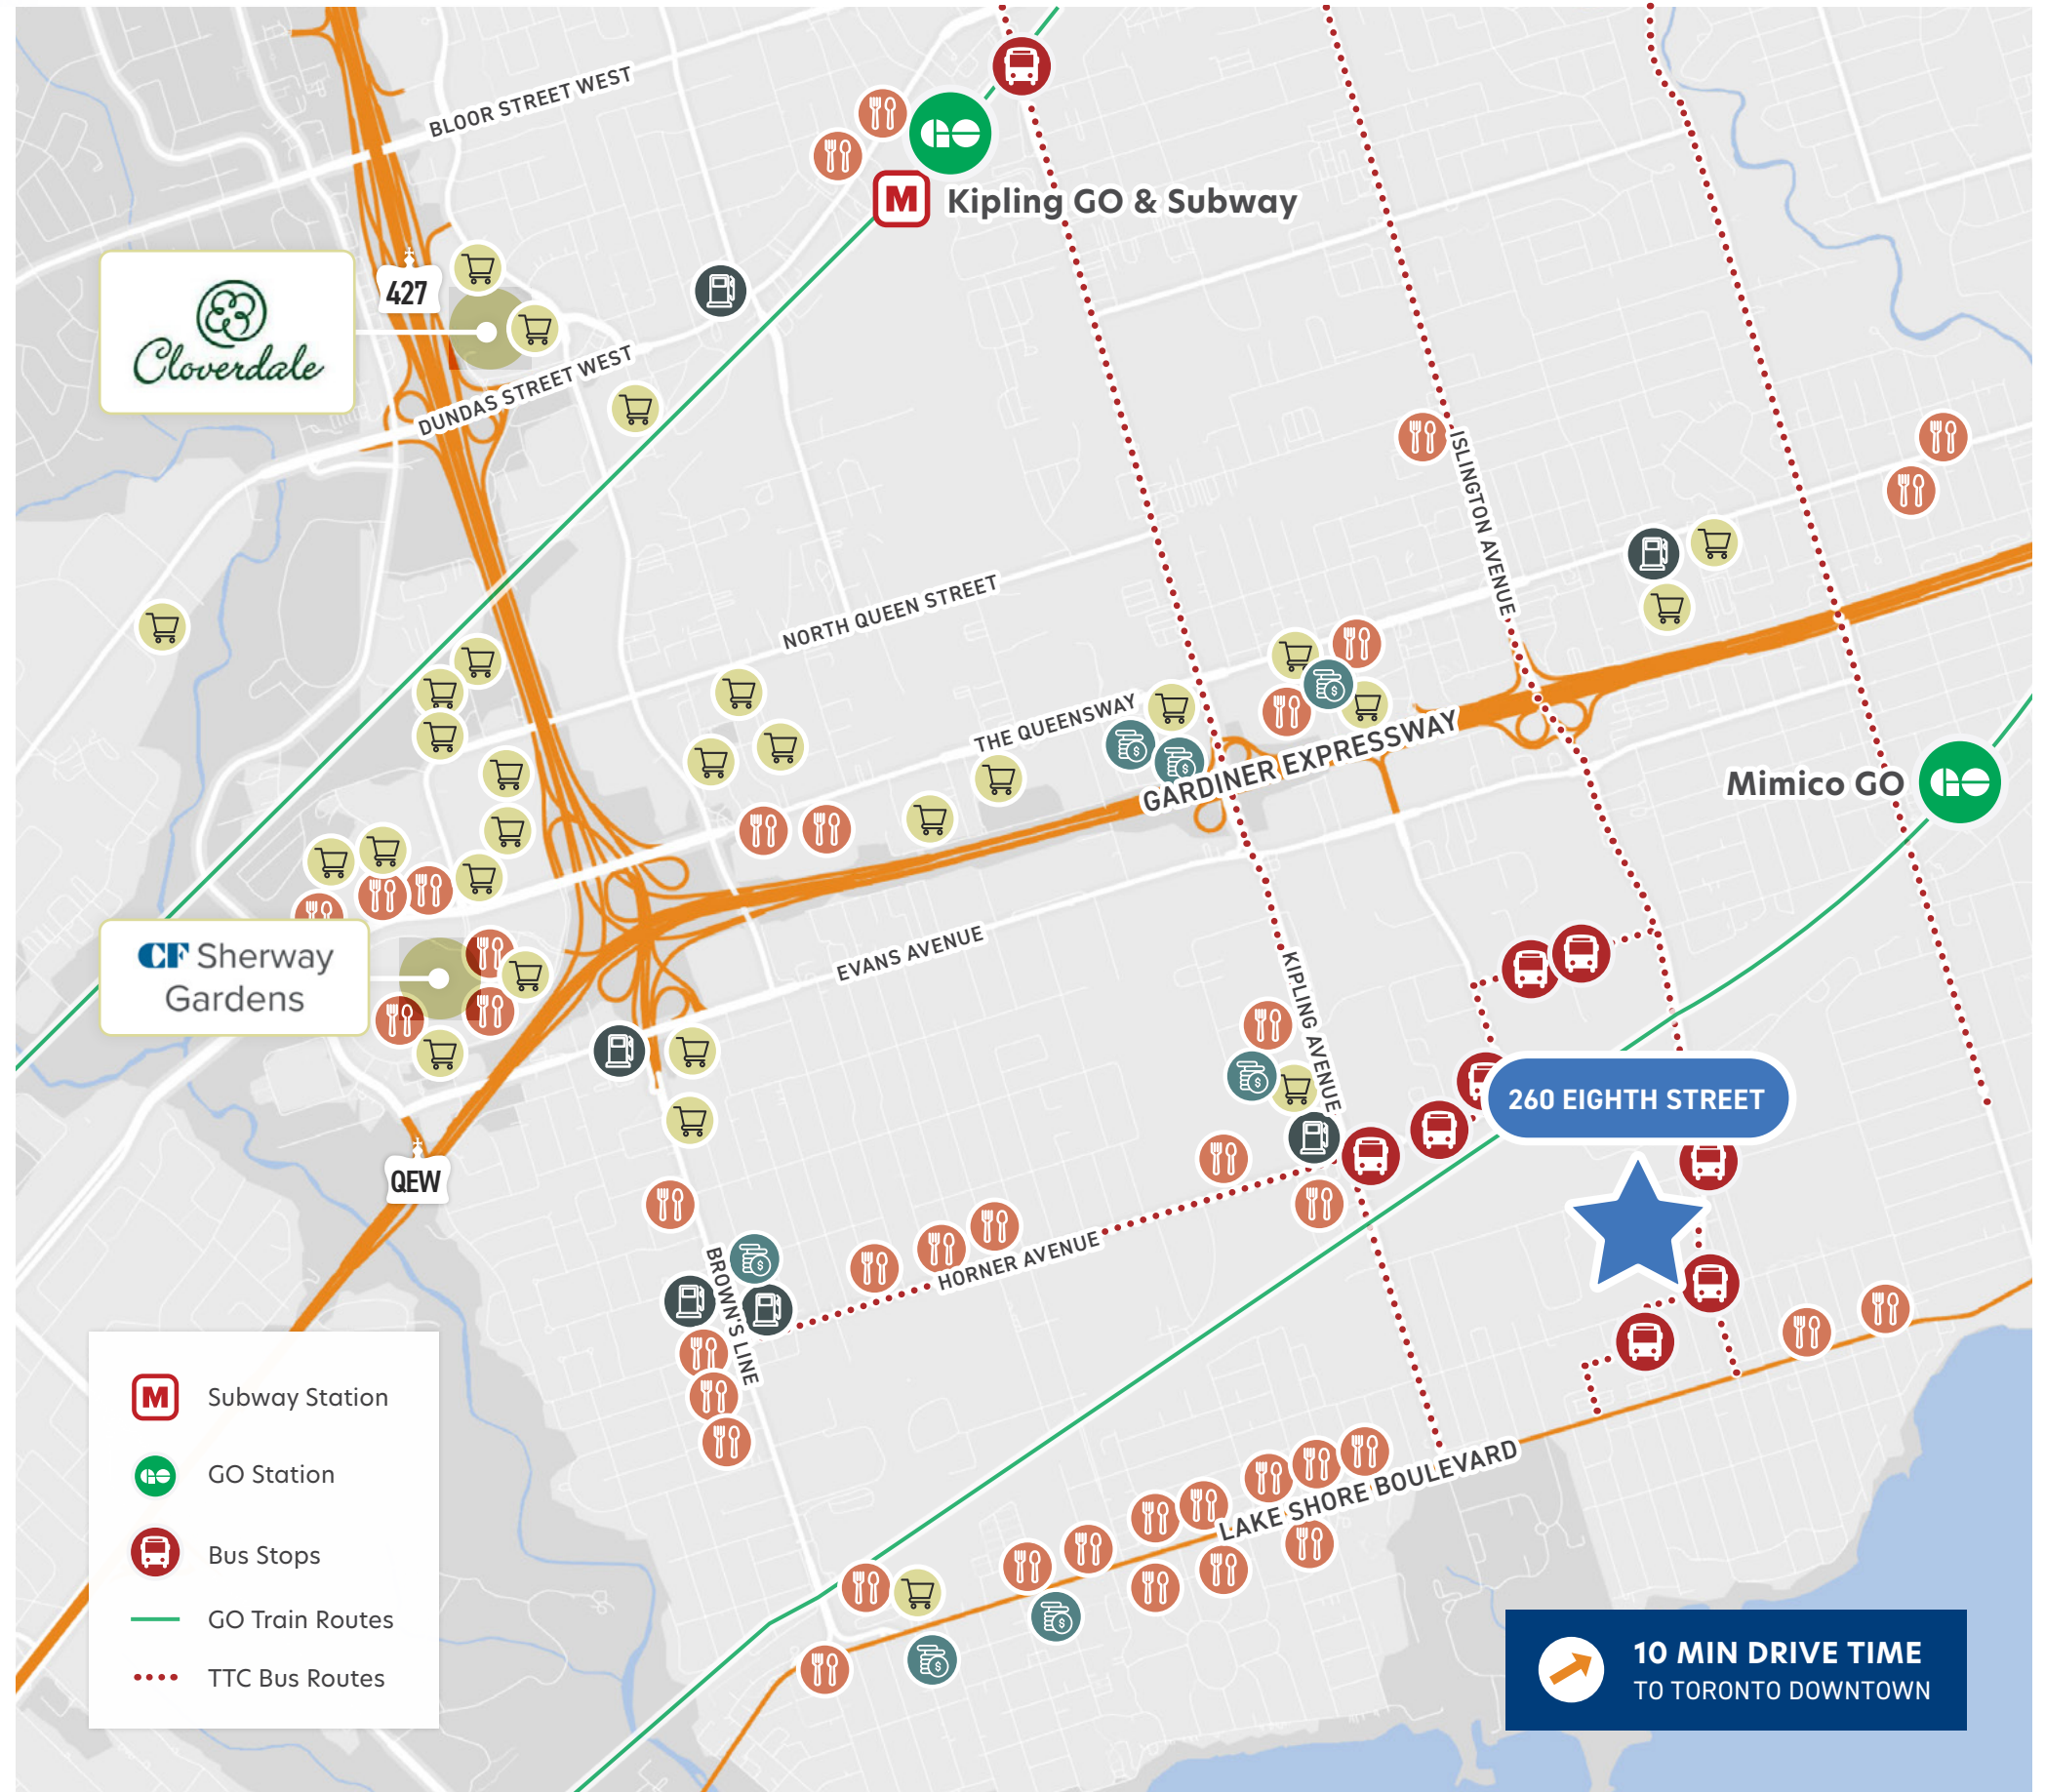 BLOOR STREET WEST
M
Kipling GO & Subway
427
Cloverdale
DUNDAS STREET WEST
ISLINGTON AVENUE
NORTH QUEEN STREET
THE QUEENSWAY
GARDINER EXPRESSWAY
Mimico GO
EVANS AVENUE
CF Sherway
Gardens
KIPLING AVENUE
260 EIGHTH STREET
QEW
HORNER AVENUE
BROWN'S LINE
LAKE SHORE BOULEVARD
M Subway Station
GO Station
Bus Stops
GO Train Routes
TTC Bus Routes
10 MIN DRIVE TIME
TO TORONTO DOWNTOWN